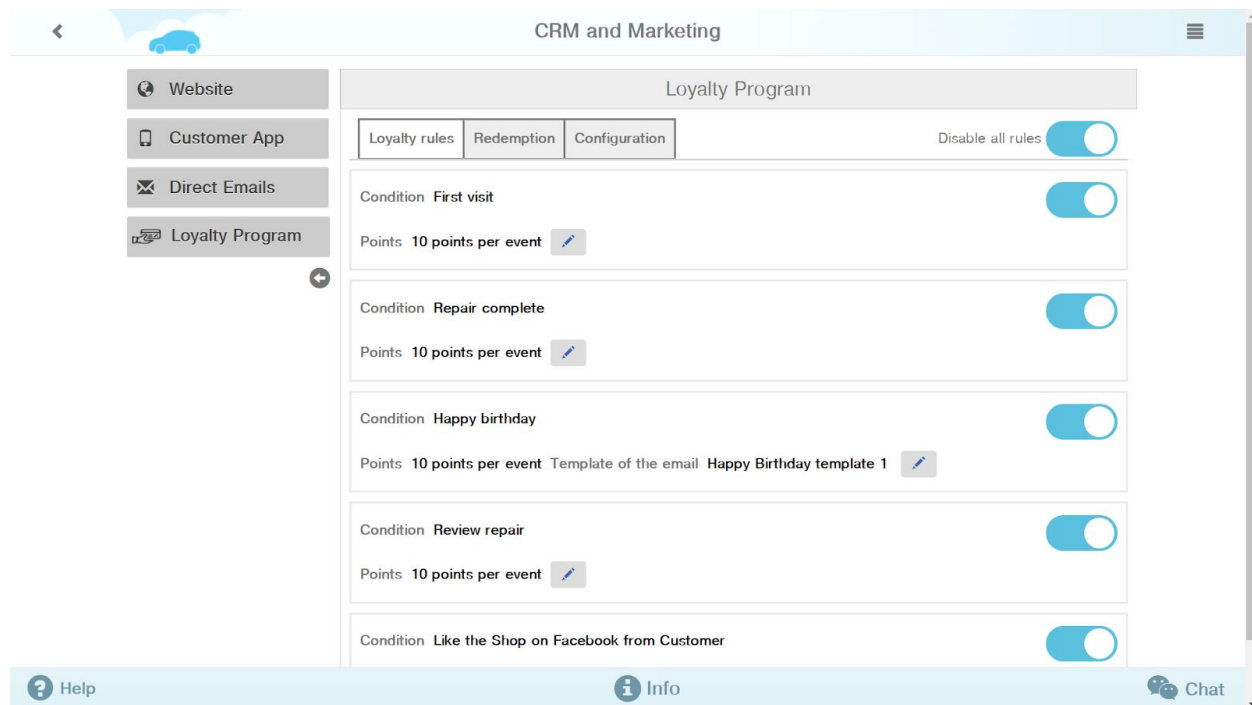 CRM and Marketing
Website
Customer App
Direct Emails
Loyalty Program
Loyalty Program
Loyalty rules Redemption Configuration Disable all rules
Condition First visit
Points 10 points per event
Condition Repair complete
Points 10 points per event
Condition Happy birthday
Points 10 points per event Template of the email Happy Birthday template 1
Condition Review repair
Points 10 points per event
Condition Like the Shop on Facebook from Customer
Help Info Chat